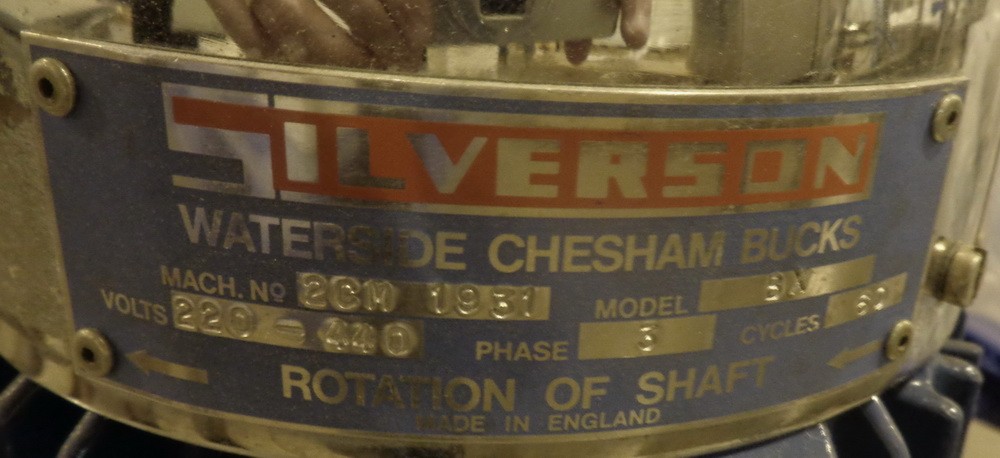 SILVERSON
WATERSIDE CHESHAM BUCKS
MACH. Nº 2CM 1931 MODEL
VOLTS 220-440 PHASE 3 CYCLES 60
ROTATION OF SHAFT
MADE IN ENGLAND